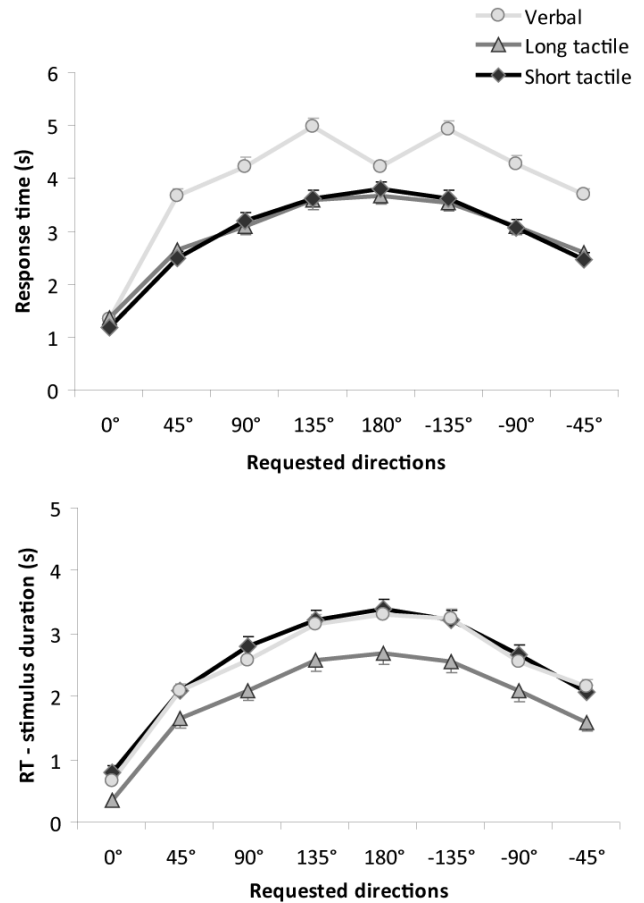 Verbal
Long tactile
Short tactile
6
5
4
3
2
1
0
Response time (s)
0° 45° 90° 135° 180° -135° -90° -45°
Requested directions
5
4
3
2
1
0
RT - stimulus duration (s)
0° 45° 90° 135° 180° -135° -90° -45°
Requested directions